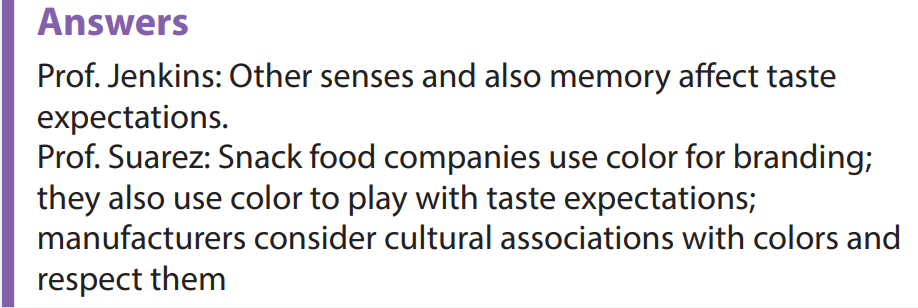 Answers
Prof. Jenkins: Other senses and also memory affect taste
expectations.
Prof. Suarez: Snack food companies use color for branding;
they also use color to play with taste expectations;
manufacturers consider cultural associations with colors and
respect them